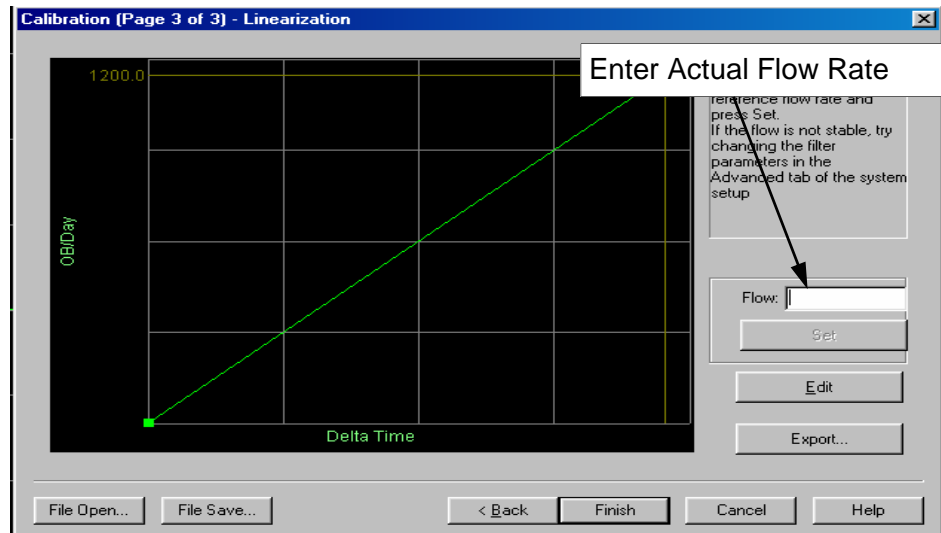 Calibration (Page 3 of 3) - Linearization
Enter Actual Flow Rate
1200.0
OB/Day
Delta Time
reference flow rate and
press Set.
If the flow is not stable, try
changing the filter
parameters in the
Advanced tab of the system
setup
Flow:
Set
Edit
Export...
File Open...
File Save...
< Back
Finish
Cancel
Help